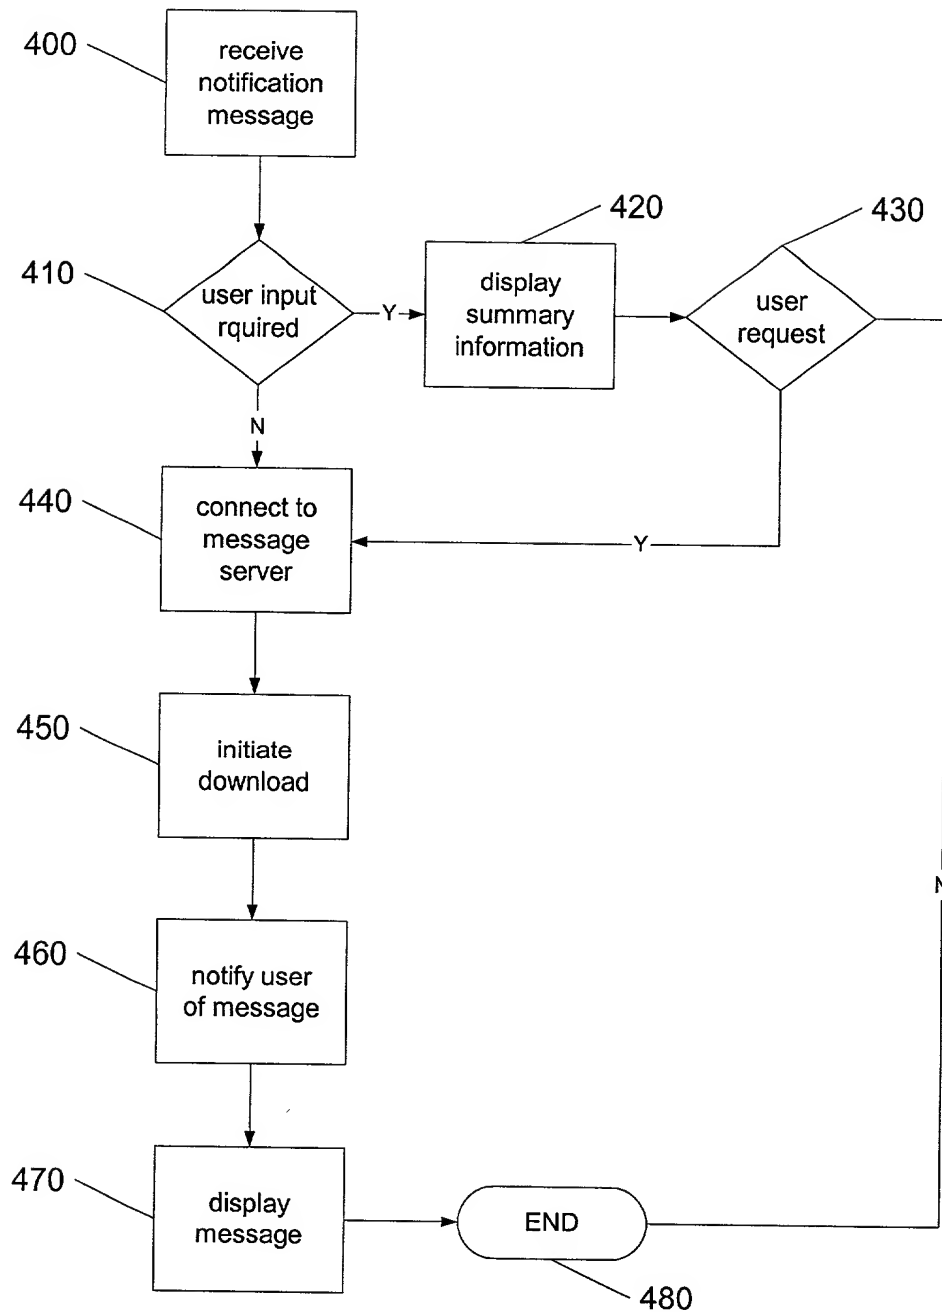 400
receive
notification
message
410
user input
rquired
Y
420
display
summary
information
430
user
request
N
440
connect to
message
server
Y
450
initiate
download
N
460
notify user
of message
470
display
message
END
480